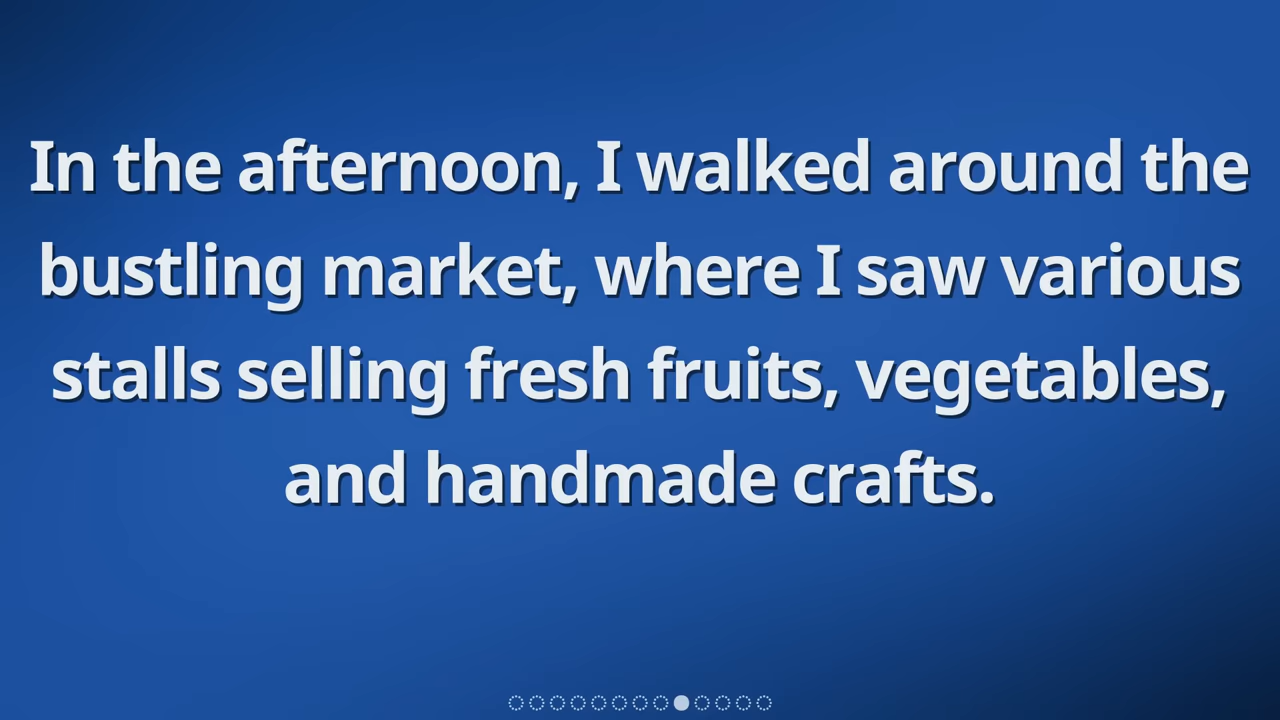 In the afternoon, I walked around the
bustling market, where I saw various
stalls selling fresh fruits, vegetables,
and handmade crafts.